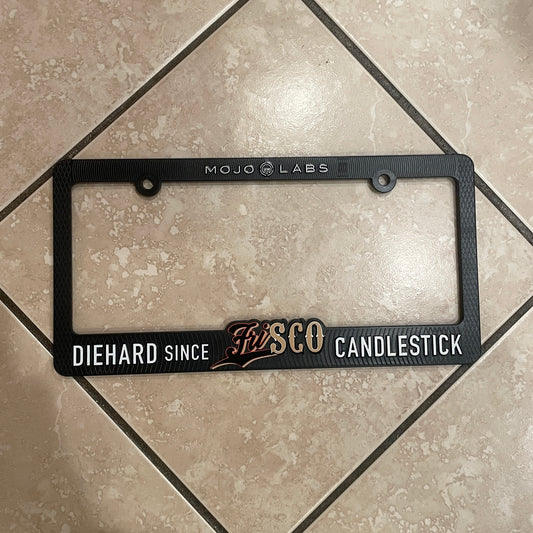 MOJO LABS
DIEHARD SINCE FriSCO CANDLESTICK